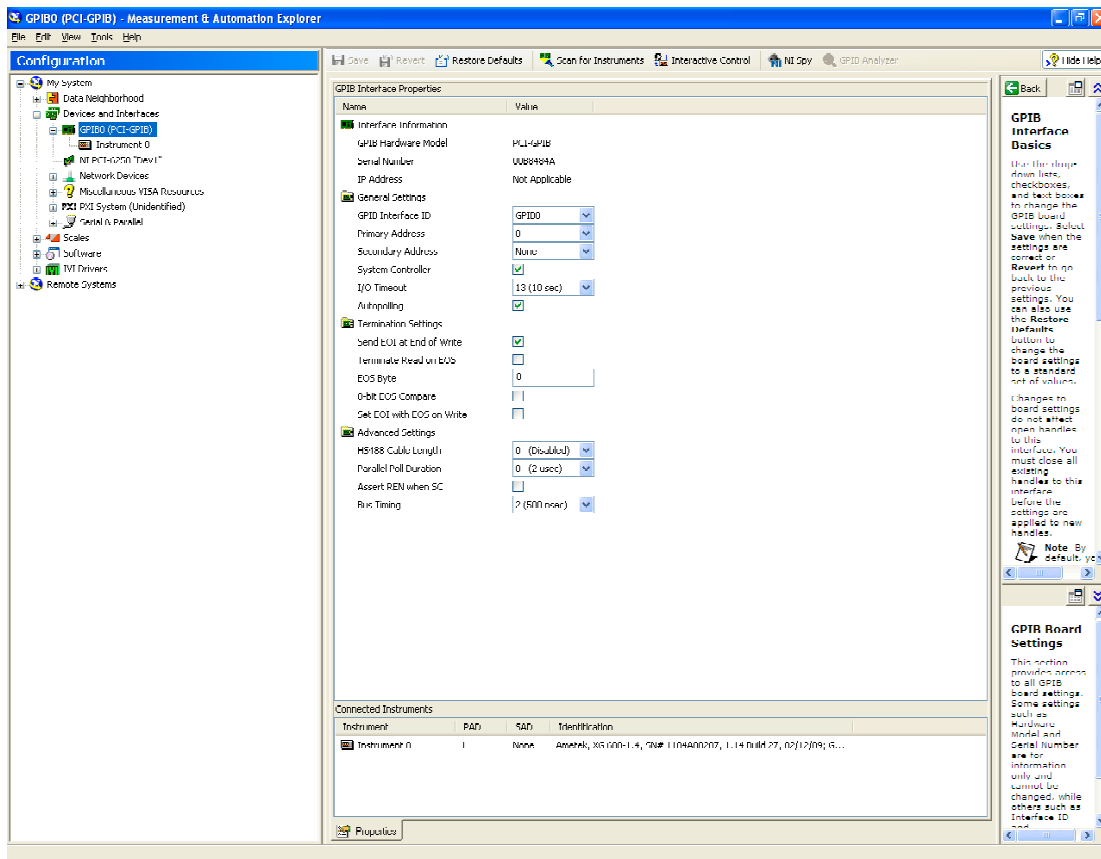 GPIB0 (PCI-GPIB) - Measurement & Automation Explorer
File Edit View Tools Help
Configuration
My System
Data Neighborhood
Devices and Interfaces
GPIB0 (PCI-GPIB)
Instrument 0
NI PCI-6250 "Dev1"
Network Devices
Miscellaneous VISA Resources
PXI PXI System (Unidentified)
Serial & Parallel
Scales
Software
IVI Drivers
Remote Systems
Save Revert Restore Defaults Scan for Instruments Interactive Control NI Spy GPIB Analyzer Hide Help
GPIB Interface Properties
Name Value
Interface Information
GPIB Hardware Model PCI-GPIB
Serial Number
IP Address Not Applicable
General Settings
GPIB Interface ID GPIB0
Primary Address 0
Secondary Address None
System Controller
I/O Timeout 13 (10 sec)
Autopolling
Termination Settings
Send EOI at End of Write
Terminate Read on EOS
EOS Byte 0
8-bit EOS Compare
Set EOI with EOS on Write
Advanced Settings
HS488 Cable Length 0 (Disabled)
Parallel Poll Duration 0 (2 usec)
Assert REN when SC
Bus Timing 2 (500 nsec)
Connected Instruments
Instrument PAD SAD Identification
Instrument 0 1 None Ametek, XG 600-1.4, SN# 1.14 Build 27, 02/12/09; G...
Properties
Back
GPIB
Interface
Basics
Use the drop-
down lists,
checkboxes,
and text boxes
to change the
GPIB board
settings. Select
Save when the
settings are
correct or
Revert to go
back to the
previous
settings. You
can also use
the Restore
Defaults
button to
change the
board settings
to a standard
set of values.
Changes to
board settings
do not affect
open handles
to this
interface. You
must close all
existing
handles to this
interface
before the
settings are
applied to new
handles.
Note By
default, yo
GPIB Board
Settings
This section
provides access
to all GPIB
board settings.
Some settings
such as
Hardware
Model and
Serial Number
are for
information
only and
cannot be
changed, while
others such as
Interface ID
and